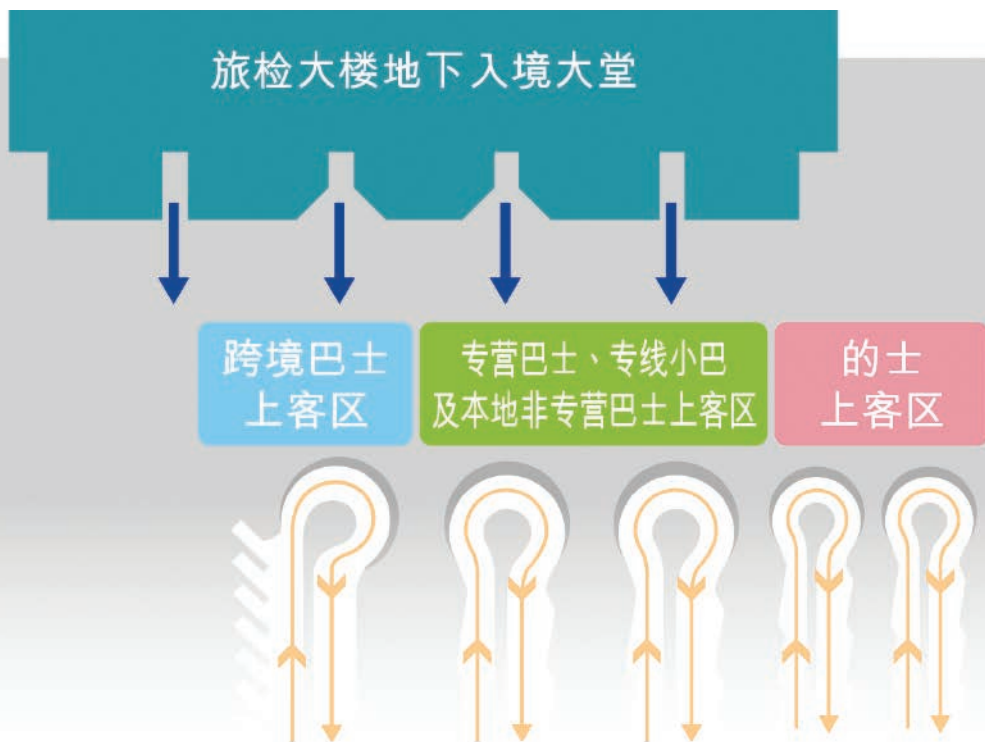 旅检大楼地下入境大堂
跨境巴士
上客区
专营巴士、专线小巴
及本地非专营巴士上客区
的士
上客区